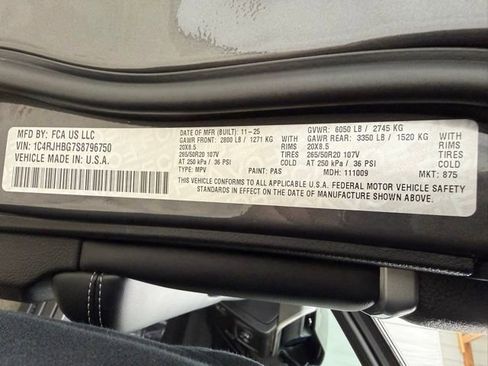 MFD BY: FCA US LLC
VIN: 1C4RJHBG7S8796750
VEHICLE MADE IN: U.S.A.
DATE OF MFR (BUILT): 11-25
GAWR FRONT: 2800 LB / 1271 KG
20X8.5 RIMS
265/50R20 107V TIRES
AT 250 kPa / 36 PSI COLD
TYPE: MPV
PAINT: PAS
GVWR: 6050 LB / 2745 KG
GAWR REAR: 3350 LB / 1520 KG
20X8.5 RIMS
265/50R20 107V TIRES
AT 250 kPa / 36 PSI COLD
MDH: 111009
MKT: 875
THIS VEHICLE CONFORMS TO ALL APPLICABLE U.S.A. FEDERAL MOTOR VEHICLE SAFETY
STANDARDS IN EFFECT ON THE DATE OF MANUFACTURE SHOWN ABOVE.